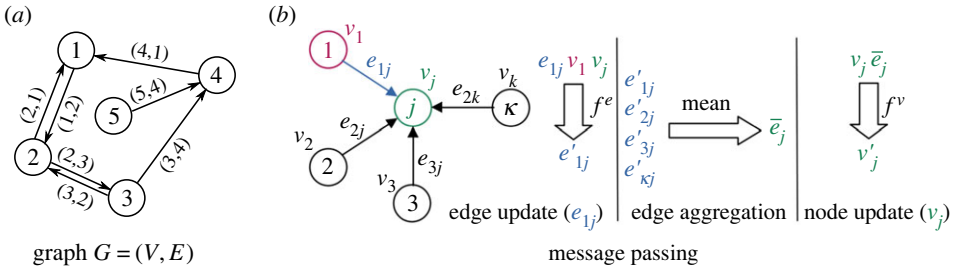 (a)
1
(4,1)
4
(2,1)
(1,2)
(5,4)
5
2
(2,3)
(3,4)
(3,2)
3
graph G = (V, E)
(b)
1 v₁
e₁ⱼ
vⱼ
j
e₂ₖ
vₖ
κ
v₂
e₂ⱼ
2
e₃ⱼ
v₃
3
e₁ⱼ v₁ vⱼ
fᵉ
e′₁ⱼ
edge update (e₁ⱼ)
e′₁ⱼ
e′₂ⱼ
e′₃ⱼ
e′κⱼ
mean
e̅ⱼ
edge aggregation
vⱼ e̅ⱼ
fᵛ
v′ⱼ
node update (vⱼ)
message passing